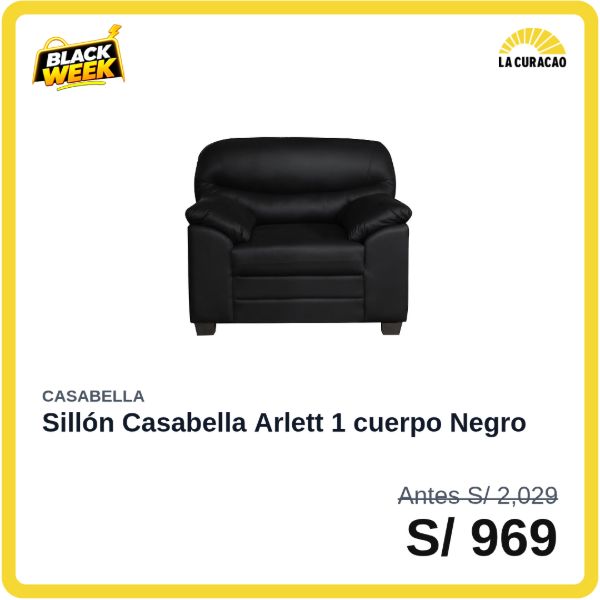 BLACK
WEEK
LA CURACAO
CASABELLA
Sillón Casabella Arlett 1 cuerpo Negro
Antes S/ 2,029
S/ 969